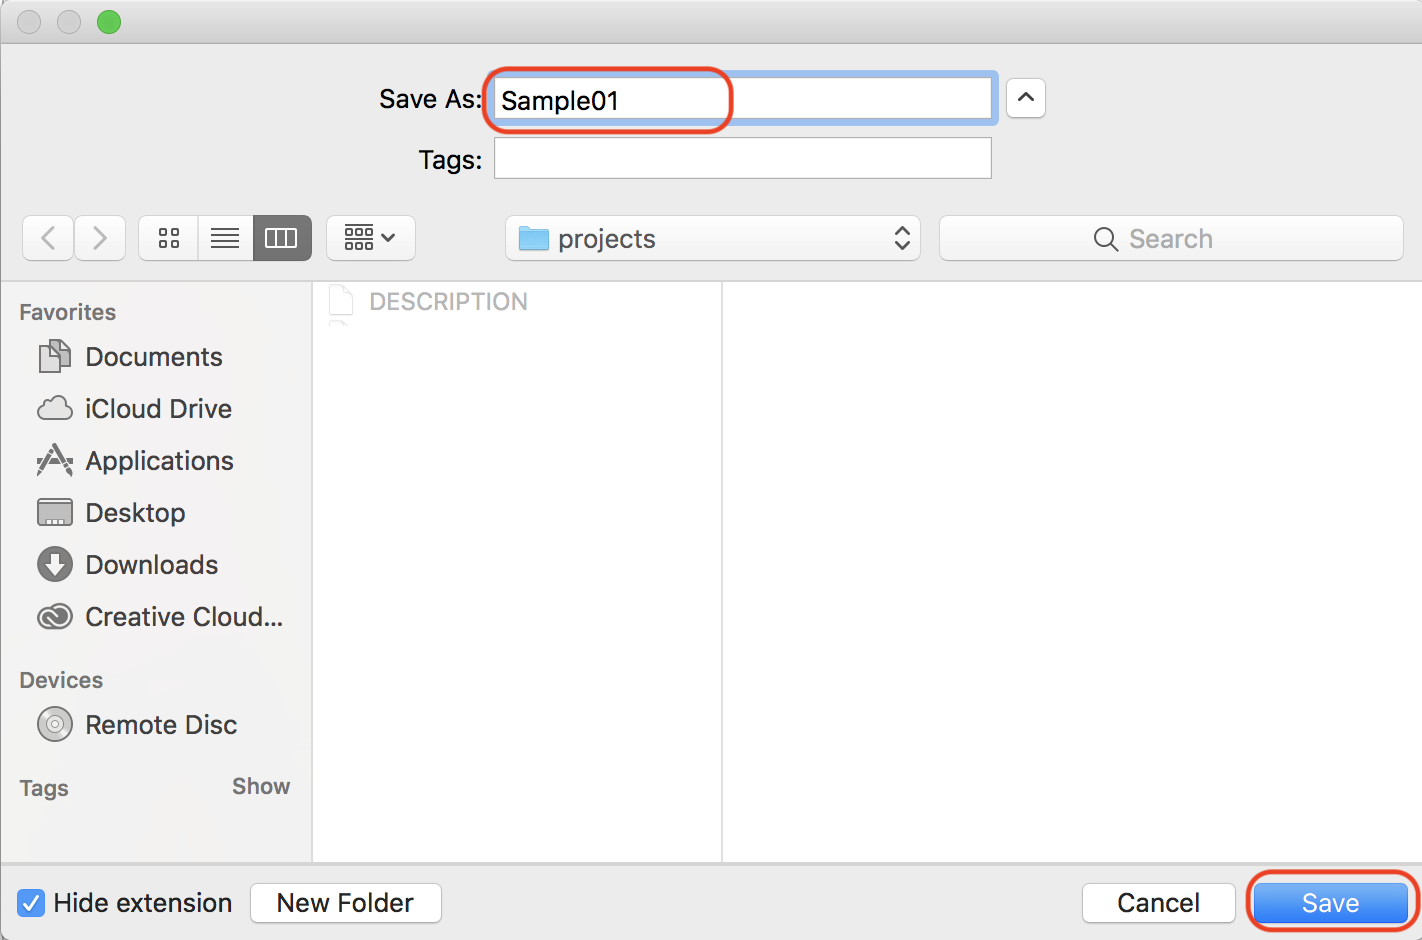 Save As: Sample01
Tags:
projects
Search
Favorites
Documents
iCloud Drive
Applications
Desktop
Downloads
Creative Cloud...
Devices
Remote Disc
Tags Show
DESCRIPTION
Hide extension New Folder Cancel Save